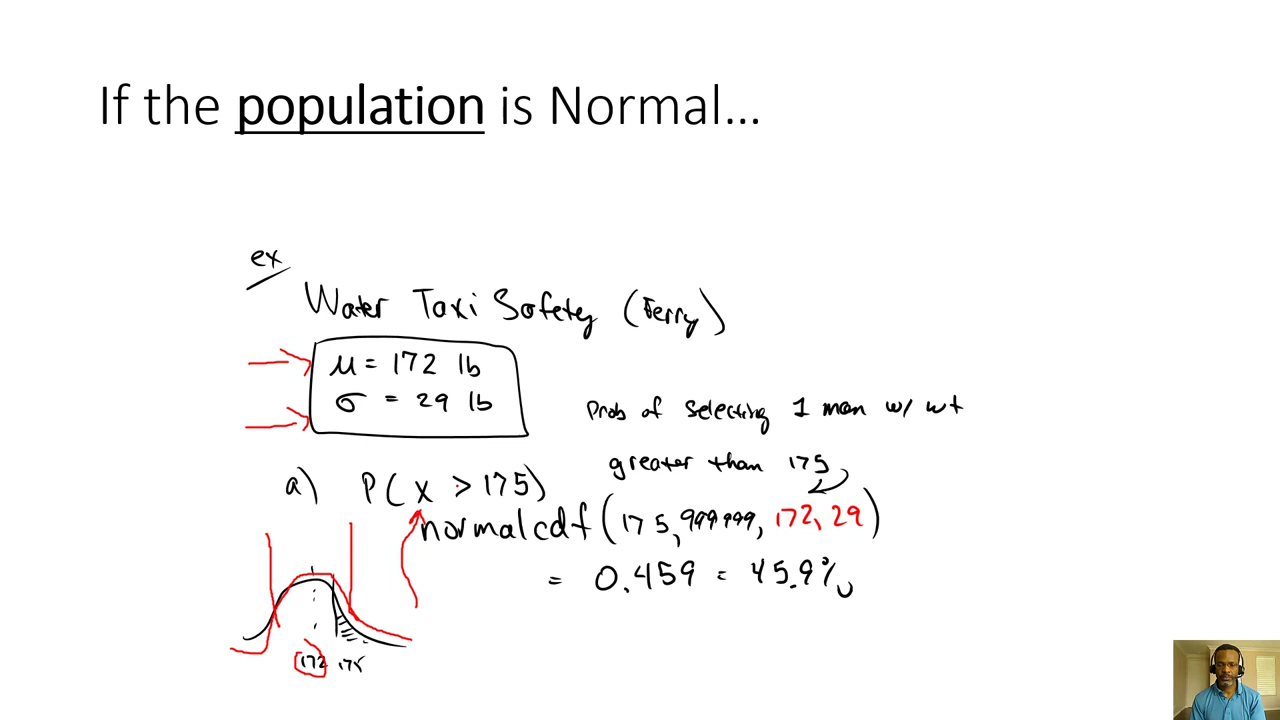 If the population is Normal...
ex
Water Taxi Safety (Ferry)
μ = 172 lb
σ = 29 lb
Prob of selecting 1 man w/ wt
greater than 175
a) P(x > 175)
normalcdf(175,999999, 172, 29)
= 0.459 = 45.9%
172 175